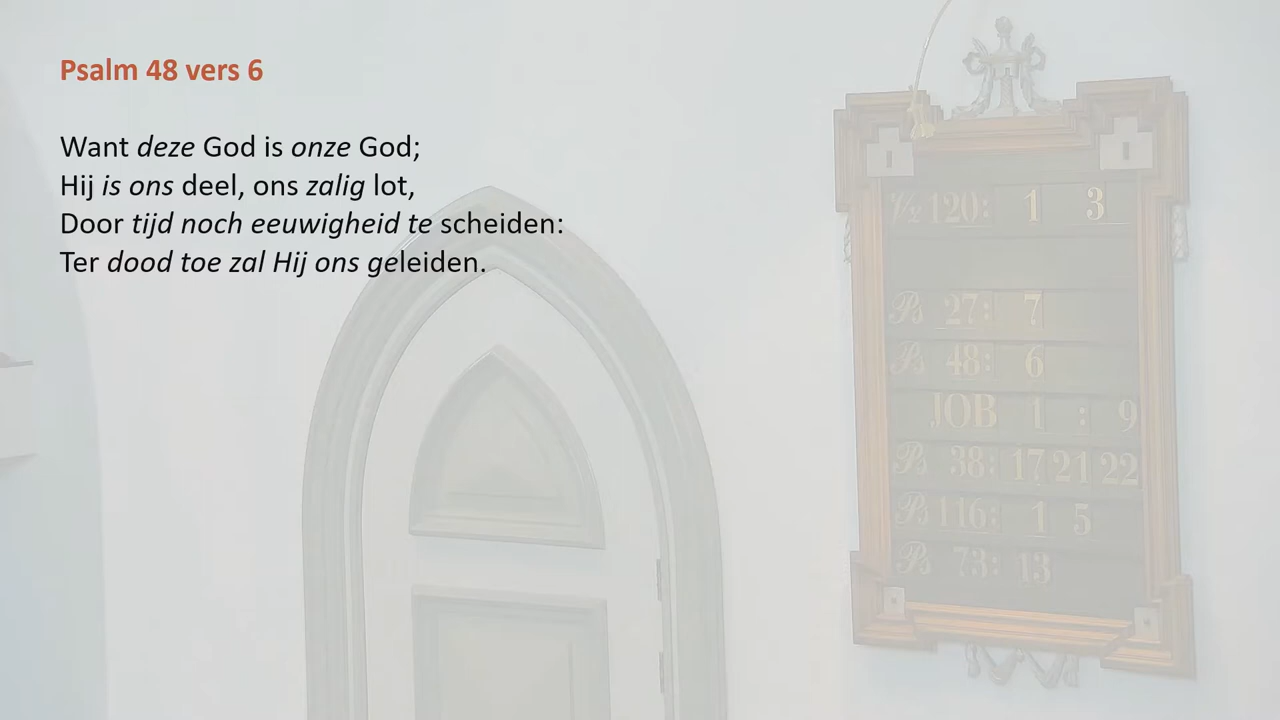 Psalm 48 vers 6
Want deze God is onze God;
Hij is ons deel, ons zalig lot,
Door tijd noch eeuwigheid te scheiden:
Ter dood toe zal Hij ons geleiden.
120: 1 3
Ps 27: 7
Ps 48: 6
JOB 1 : 9
Ps 38: 17 21 22
Ps 116: 1 5
Ps 73: 13